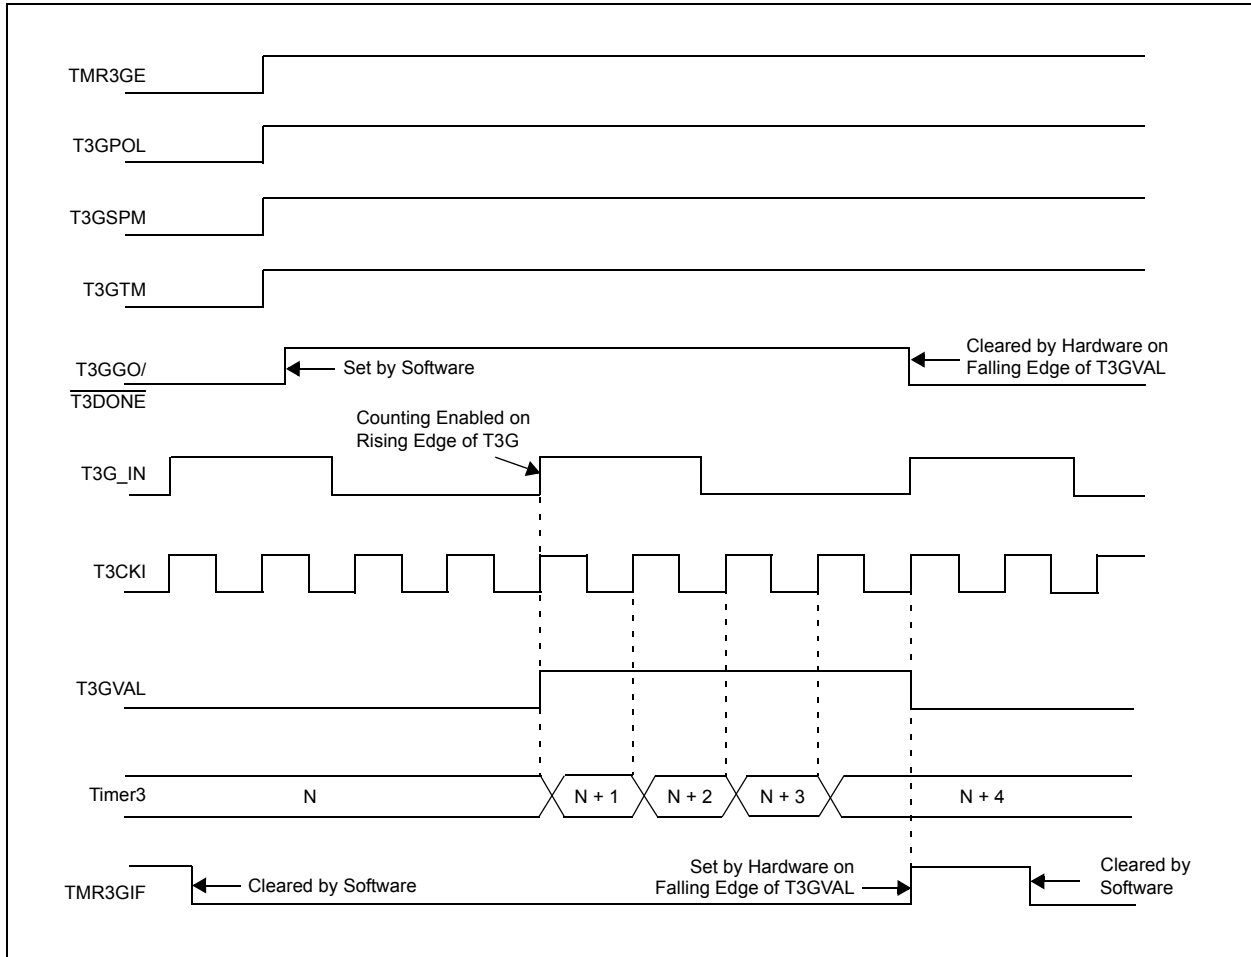 TMR3GE
T3GPOL
T3GSPM
T3GTM
T3GGO/
T3DONE
Set by Software
Cleared by Hardware on
Falling Edge of T3GVAL
Counting Enabled on
Rising Edge of T3G
T3G_IN
T3CKI
T3GVAL
Timer3
N
N + 1
N + 2
N + 3
N + 4
TMR3GIF
Cleared by Software
Set by Hardware on
Falling Edge of T3GVAL
Cleared by
Software